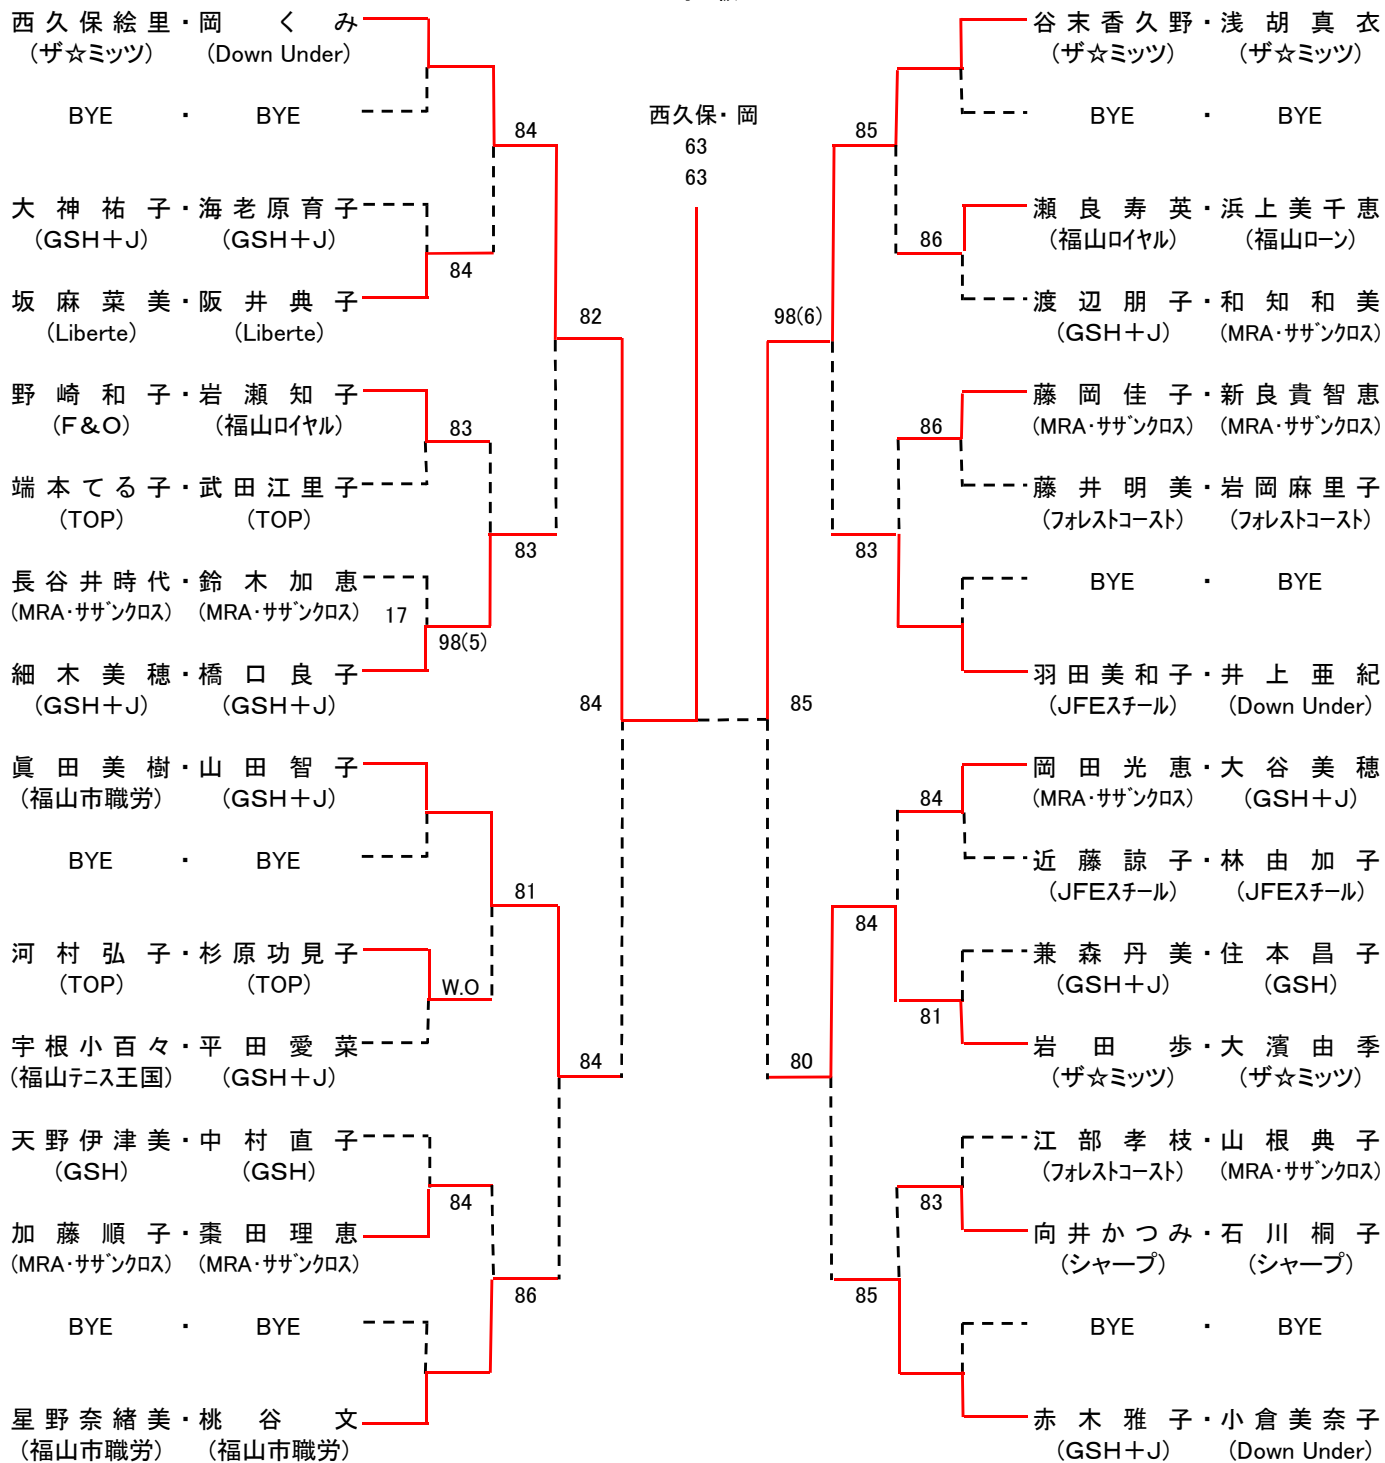 西久保絵里・岡くみ
(ザ☆ミッツ) (Down Under)
BYE ・ BYE
84
大神祐子・海老原育子
(GSH＋J) (GSH＋J)
84
坂麻菜美・阪井典子
(Liberte) (Liberte)
82
野崎和子・岩瀬知子
(F＆O) (福山ロイヤル)
83
端本てる子・武田江里子
(TOP) (TOP)
83
長谷井時代・鈴木加恵
(MRA・サザンクロス) (MRA・サザンクロス) 17
98(5)
細木美穂・橋口良子
(GSH＋J) (GSH＋J)
84
眞田美樹・山田智子
(福山市職労) (GSH＋J)
BYE ・ BYE
81
河村弘子・杉原功見子
(TOP) (TOP)
W.O
宇根小百々・平田愛菜
(福山テニス王国) (GSH＋J)
84
天野伊津美・中村直子
(GSH) (GSH)
84
加藤順子・棗田理恵
(MRA・サザンクロス) (MRA・サザンクロス)
86
BYE ・ BYE
星野奈緒美・桃谷文
(福山市職労) (福山市職労)
西久保・岡
63
63
谷末香久野・浅胡真衣
(ザ☆ミッツ) (ザ☆ミッツ)
BYE ・ BYE
85
瀬良寿英・浜上美千恵
(福山ロイヤル) (福山ローン)
86
渡辺朋子・和知和美
(GSH＋J) (MRA・サザンクロス)
98(6)
藤岡佳子・新良貴智恵
(MRA・サザンクロス) (MRA・サザンクロス)
86
藤井明美・岩岡麻里子
(フォレストコースト) (フォレストコースト)
83
BYE ・ BYE
羽田美和子・井上亜紀
(JFEスチール) (Down Under)
85
岡田光恵・大谷美穂
(MRA・サザンクロス) (GSH＋J)
84
近藤諒子・林由加子
(JFEスチール) (JFEスチール)
84
兼森丹美・住本昌子
(GSH＋J) (GSH)
81
岩田歩・大濱由季
(ザ☆ミッツ) (ザ☆ミッツ)
80
江部孝枝・山根典子
(フォレストコースト) (MRA・サザンクロス)
83
向井かつみ・石川桐子
(シャープ) (シャープ)
85
BYE ・ BYE
赤木雅子・小倉美奈子
(GSH＋J) (Down Under)